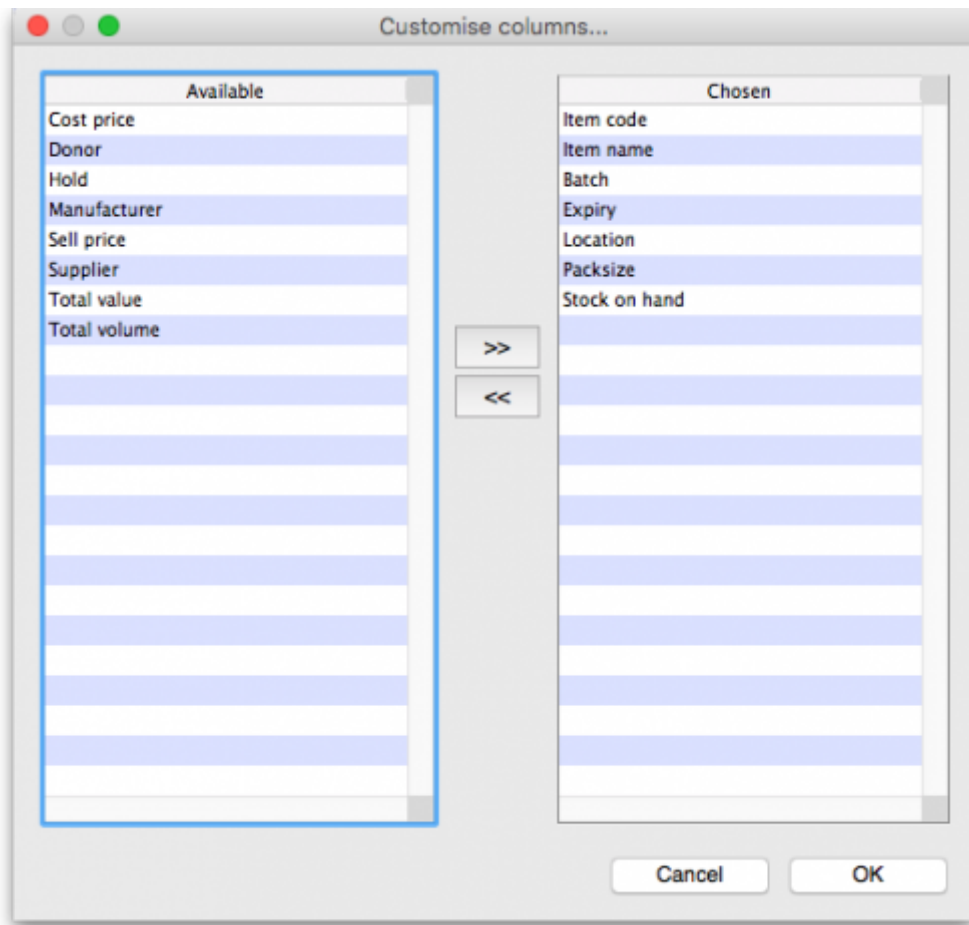 Customise columns...
Available
Cost price
Donor
Hold
Manufacturer
Sell price
Supplier
Total value
Total volume
>>
<<
Chosen
Item code
Item name
Batch
Expiry
Location
Packsize
Stock on hand
Cancel
OK